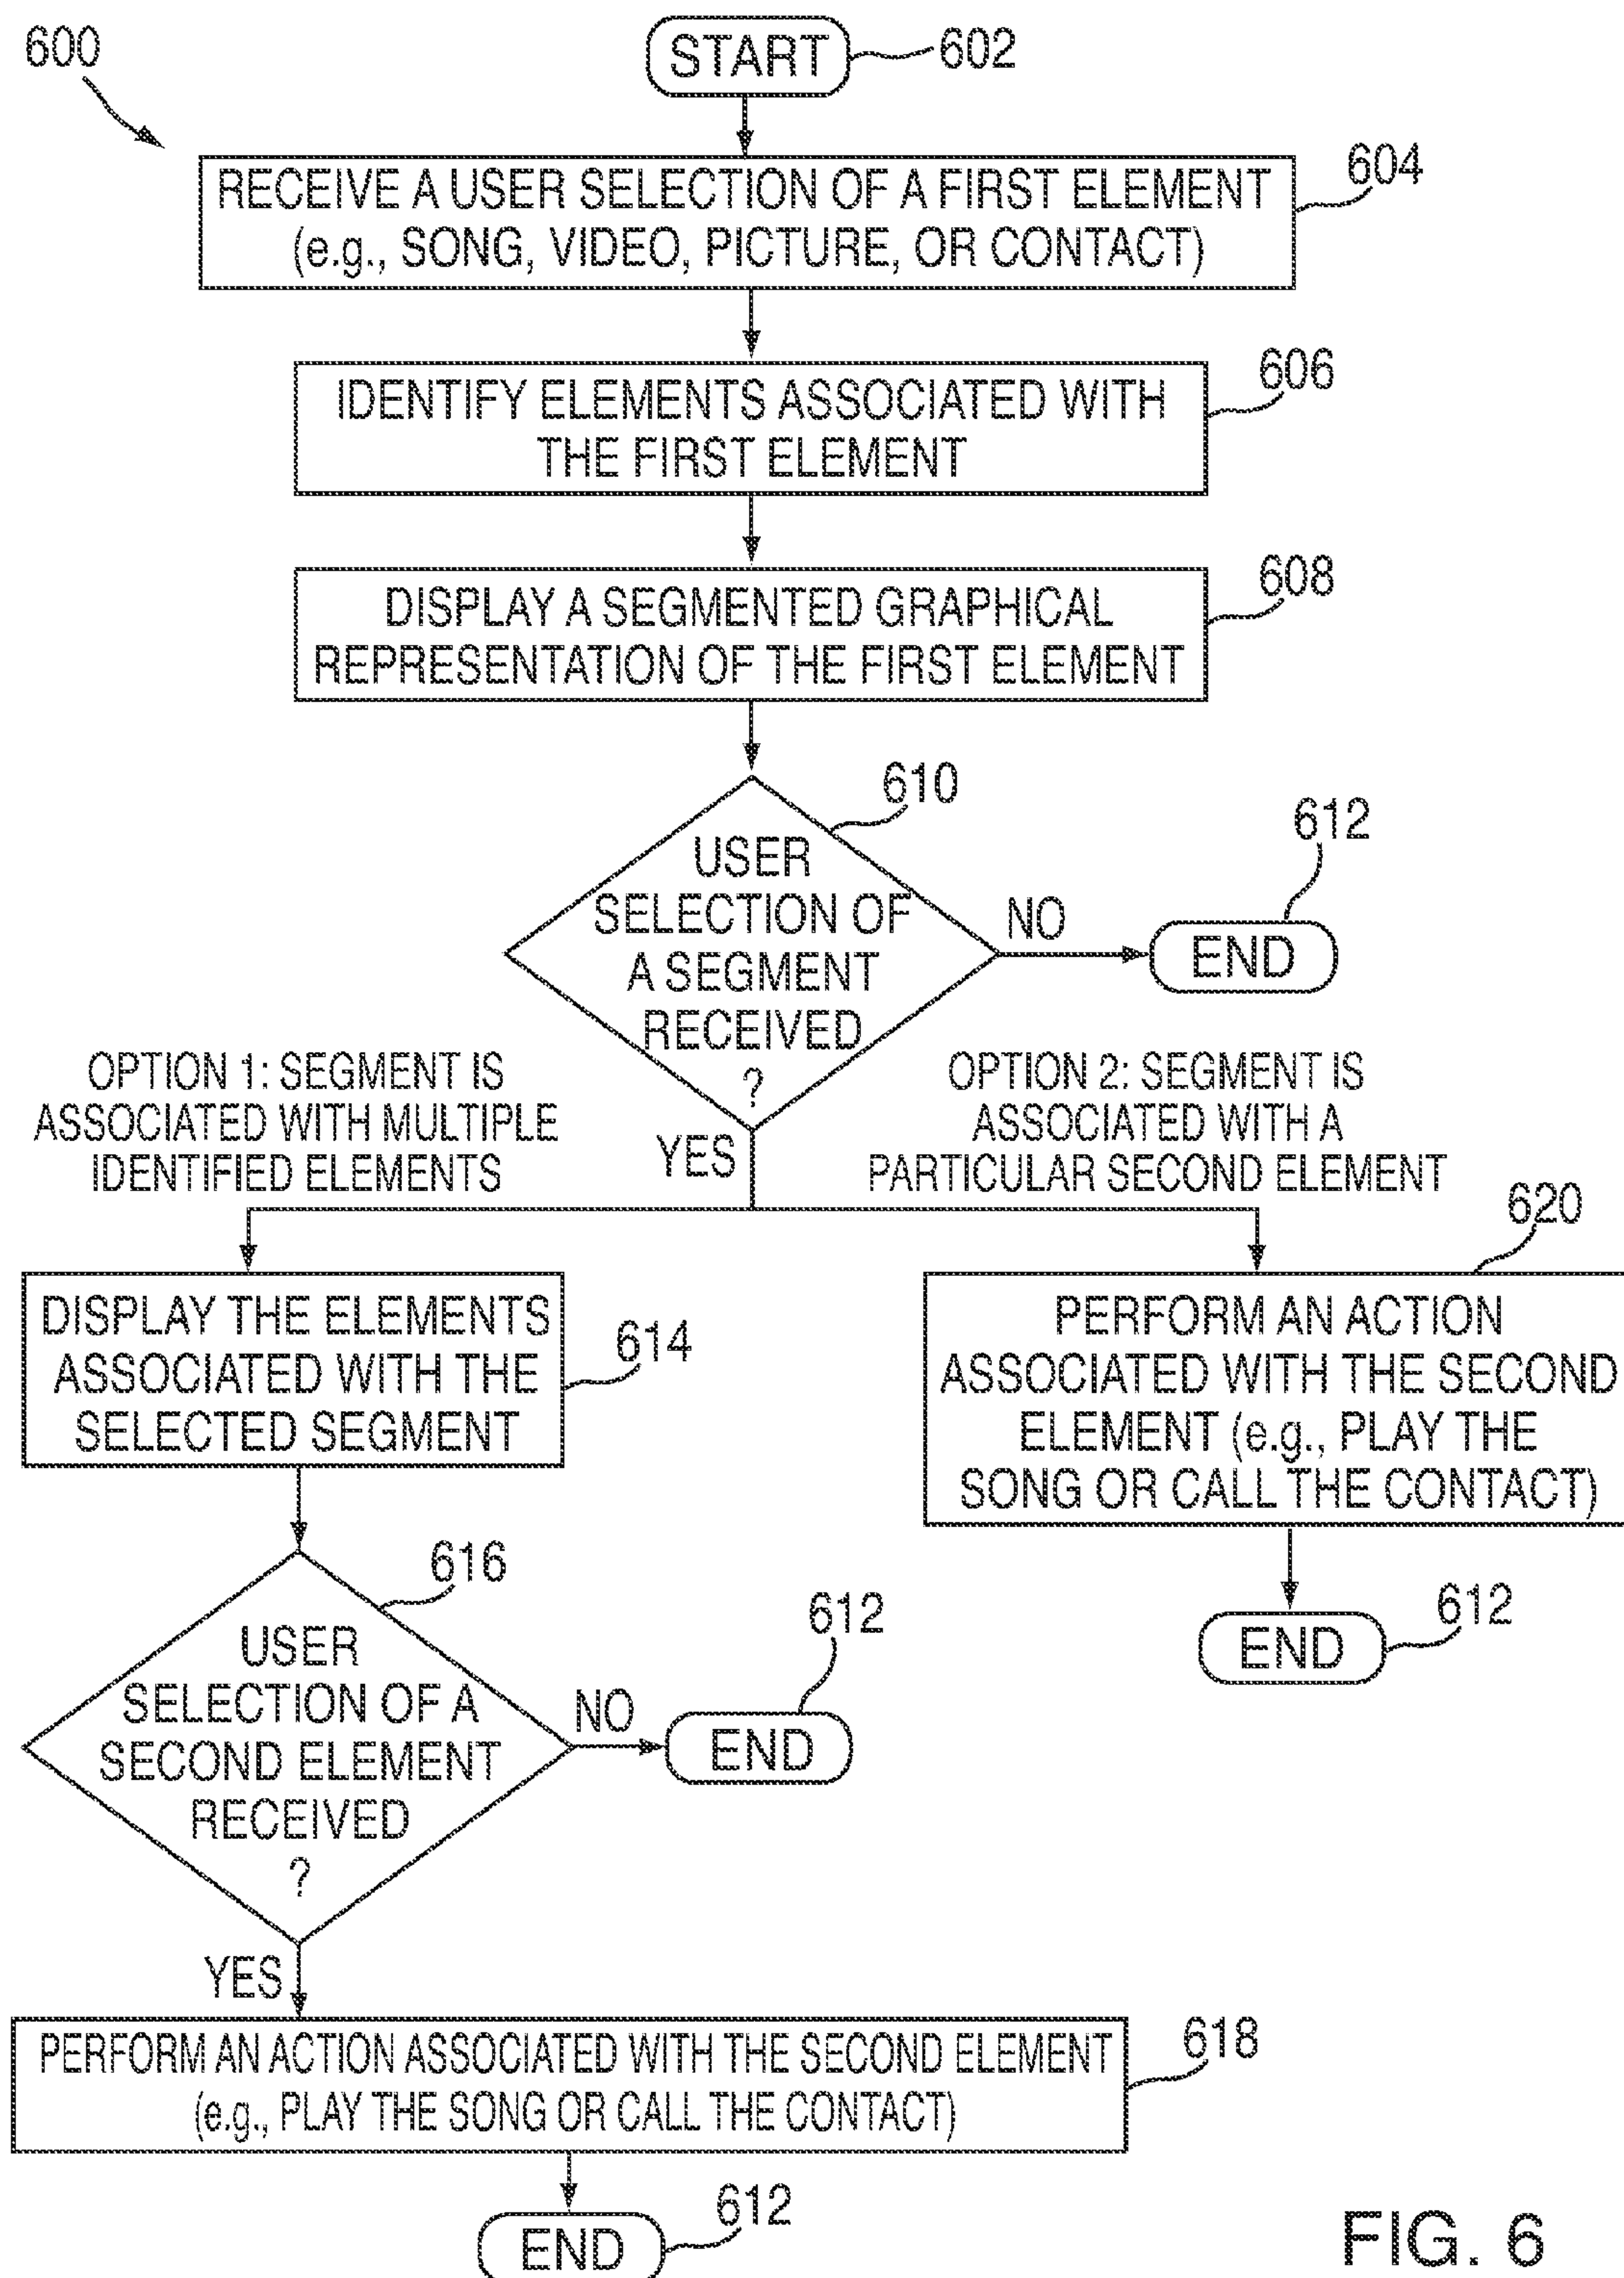 600
START
602
RECEIVE A USER SELECTION OF A FIRST ELEMENT
(e.g., SONG, VIDEO, PICTURE, OR CONTACT)
604
IDENTIFY ELEMENTS ASSOCIATED WITH
THE FIRST ELEMENT
606
DISPLAY A SEGMENTED GRAPHICAL
REPRESENTATION OF THE FIRST ELEMENT
608
610
USER
SELECTION OF
A SEGMENT
RECEIVED
?
NO
612
END
OPTION 1: SEGMENT IS
ASSOCIATED WITH MULTIPLE
IDENTIFIED ELEMENTS
YES
OPTION 2: SEGMENT IS
ASSOCIATED WITH A
PARTICULAR SECOND ELEMENT
DISPLAY THE ELEMENTS
ASSOCIATED WITH THE
SELECTED SEGMENT
614
620
PERFORM AN ACTION
ASSOCIATED WITH THE SECOND
ELEMENT (e.g., PLAY THE
SONG OR CALL THE CONTACT)
END
612
616
USER
SELECTION OF A
SECOND ELEMENT
RECEIVED
?
NO
612
END
YES
PERFORM AN ACTION ASSOCIATED WITH THE SECOND ELEMENT
(e.g., PLAY THE SONG OR CALL THE CONTACT)
618
END
612
FIG. 6